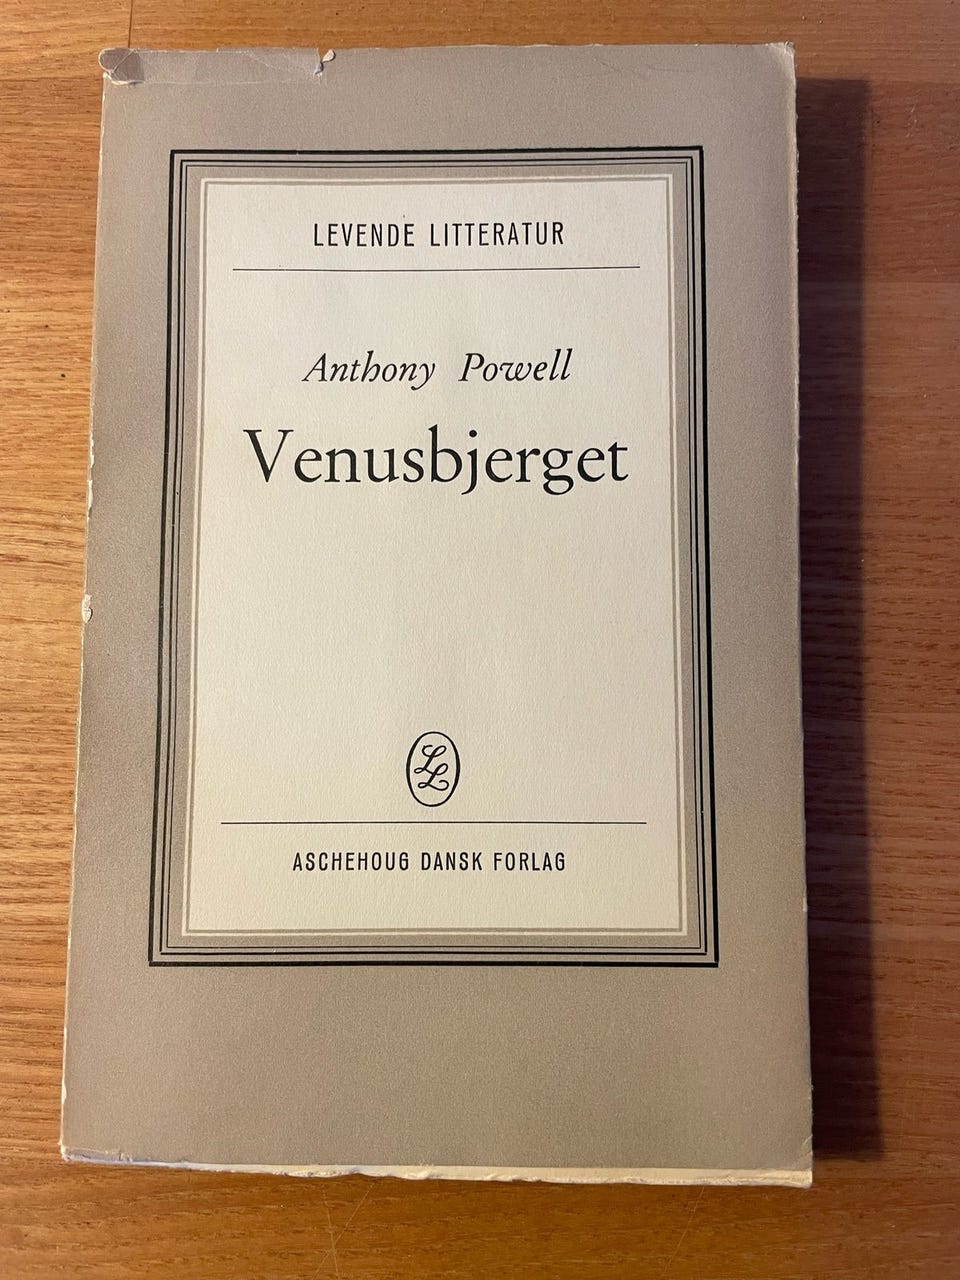 LEVENDE LITTERATUR
Anthony Powell
Venusbjerget
LL
ASCHEHOUG DANSK FORLAG